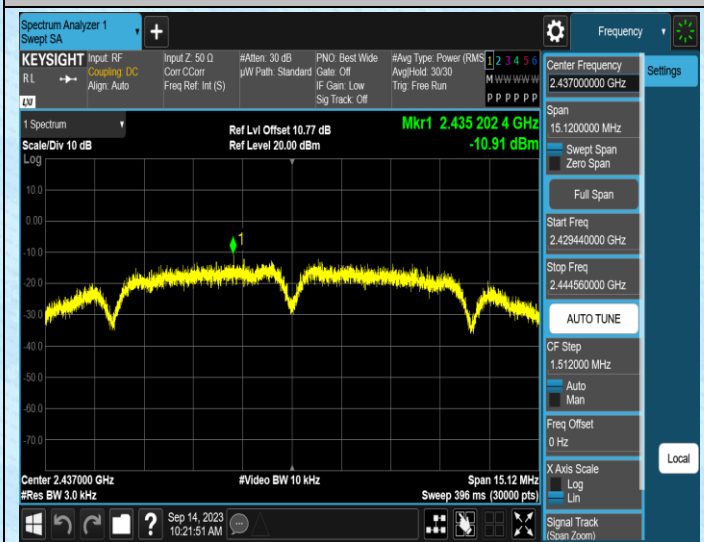 Spectrum Analyzer 1
Swept SA
Frequency
KEYSIGHT
RL
LXI
Input: RF
Coupling: DC
Align: Auto
Input Z: 50 Ω
Corr CCorr
Freq Ref: Int (S)
#Atten: 30 dB
µW Path: Standard
PNO: Best Wide
Gate: Off
IF Gain: Low
Sig Track: Off
#Avg Type: Power (RMS
Avg|Hold: 30/30
Trig: Free Run
1 2 3 4 5 6
M W W W W W
P P P P P P
1 Spectrum
Scale/Div 10 dB
Ref Lvl Offset 10.77 dB
Ref Level 20.00 dBm
Mkr1 2.435 202 4 GHz
-10.91 dBm
Log
10.0
0.00
-10.0
-20.0
-30.0
-40.0
-50.0
-60.0
-70.0
1
Center 2.437000 GHz
#Res BW 3.0 kHz
#Video BW 10 kHz
Span 15.12 MHz
Sweep 396 ms (30000 pts)
Sep 14, 2023
10:21:51 AM
?
Center Frequency
2.437000000 GHz
Settings
Span
15.1200000 MHz
Swept Span
Zero Span
Full Span
Start Freq
2.429440000 GHz
Stop Freq
2.444560000 GHz
AUTO TUNE
CF Step
1.512000 MHz
Auto
Man
Freq Offset
0 Hz
X Axis Scale
Log
Lin
Local
Signal Track
(Span Zoom)